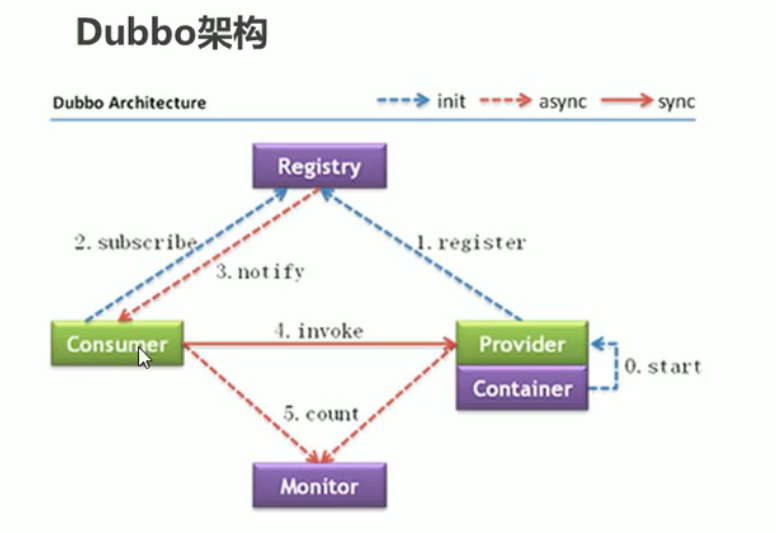 Dubbo架构
Dubbo Architecture
init
async
sync
Registry
2. subscribe
1. register
3. notify
Consumer
4. invoke
Provider
0. start
Container
5. count
Monitor